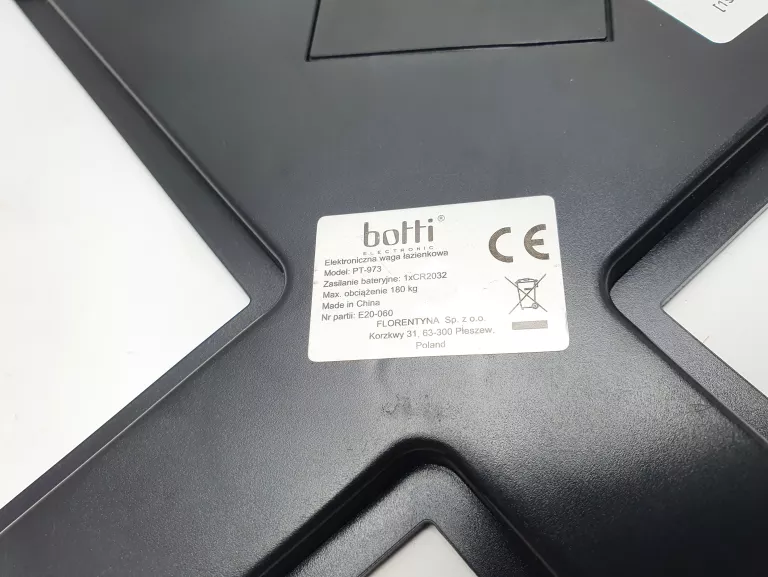 botti®
ELECTRONIC
Elektroniczna waga łazienkowa
Model: PT-973
Zasilanie bateryjne: 1xCR2032
Max. obciążenie 180 kg
Made in China
Nr partii: E20-060
FLORENTYNA Sp. z o.o.
Korzkwy 31, 63-300 Pleszew,
Poland
CE